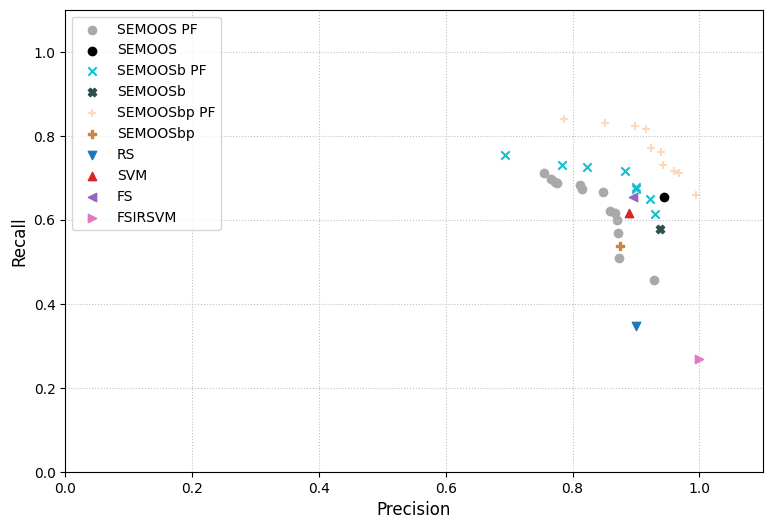 SEMOOS PF
SEMOOS
SEMOOSb PF
SEMOOSb
SEMOOSbp PF
SEMOOSbp
RS
SVM
FS
FSIRSVM
1.0
0.8
0.6
0.4
0.2
0.0
Recall
0.0 0.2 0.4 0.6 0.8 1.0
Precision